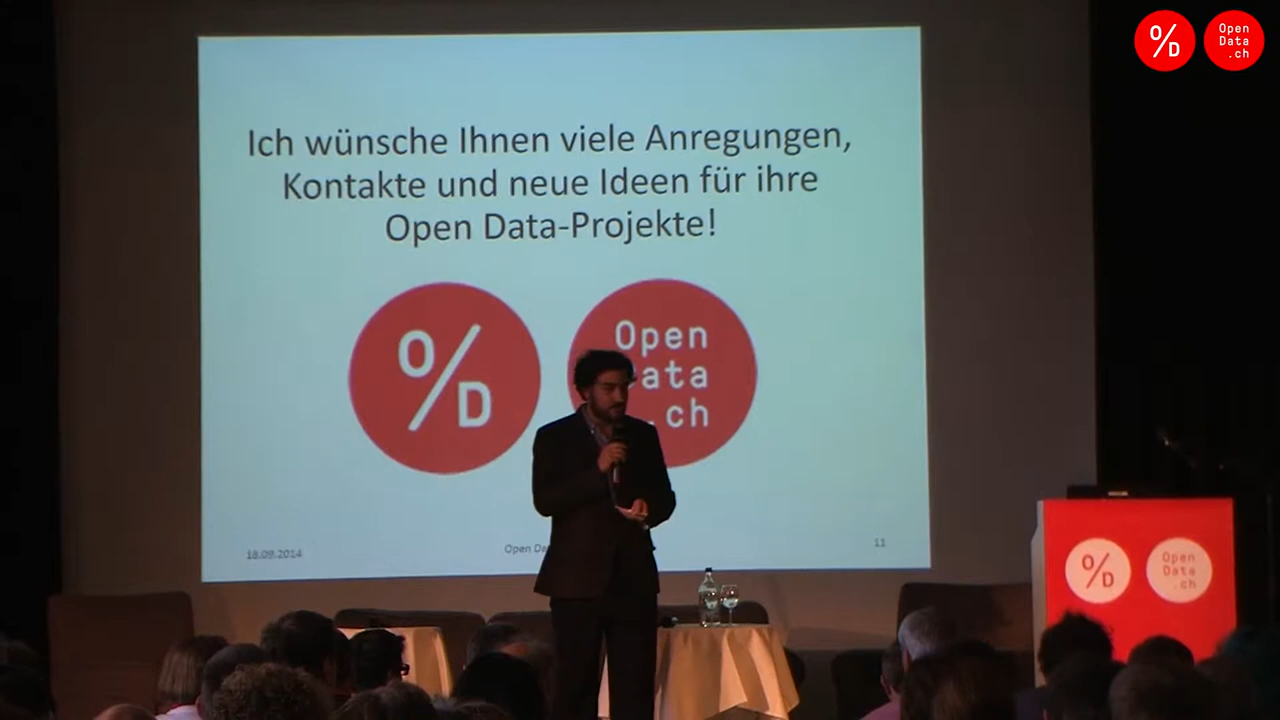 %D
Open
Data
.ch
Ich wünsche Ihnen viele Anregungen,
Kontakte und neue Ideen für ihre
Open Data-Projekte!
%D
Open
ata
.ch
18.09.2014
Open Da
11
%D
Open
Data
.ch